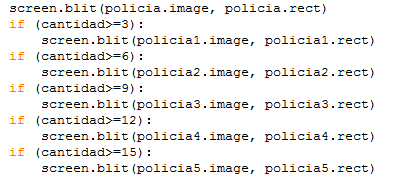 screen.blit(policia.image, policia.rect)
if (cantidad>=3):
    screen.blit(policia1.image, policia1.rect)
if (cantidad>=6):
    screen.blit(policia2.image, policia2.rect)
if (cantidad>=9):
    screen.blit(policia3.image, policia3.rect)
if (cantidad>=12):
    screen.blit(policia4.image, policia4.rect)
if (cantidad>=15):
    screen.blit(policia5.image, policia5.rect)